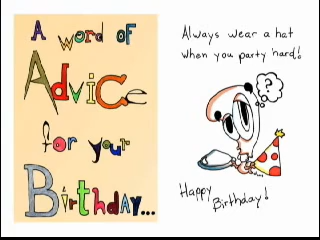 A word OF
Advice
for your
BirthDAY...
Always wear a hat
when you party hard!
?
Happy
Birthday!